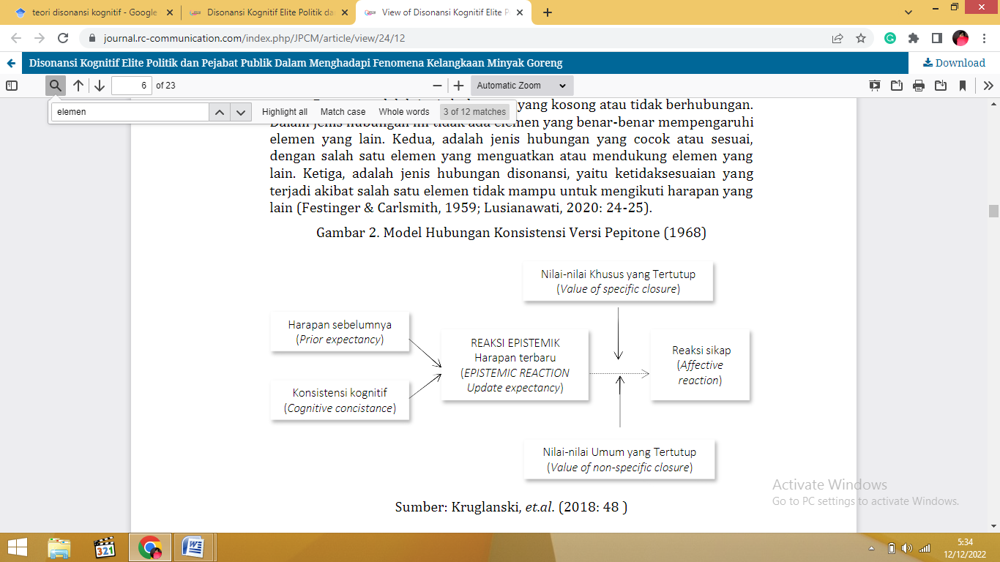 teori disonansi kognitif - Google
Disonansi Kognitif Elite Politik da
View of Disonansi Kognitif Elite P
journal.rc-communication.com/index.php/JPCM/article/view/24/12
Disonansi Kognitif Elite Politik dan Pejabat Publik Dalam Menghadapi Fenomena Kelangkaan Minyak Goreng
Download
6 of 23
Automatic Zoom
elemen
Highlight all Match case Whole words 3 of 12 matches
yang kosong atau tidak berhubungan.
Dalam jenis hubungan ini tidak ada elemen yang benar-benar mempengaruhi
elemen yang lain. Kedua, adalah jenis hubungan yang cocok atau sesuai,
dengan salah satu elemen yang menguatkan atau mendukung elemen yang
lain. Ketiga, adalah jenis hubungan disonansi, yaitu ketidaksesuaian yang
terjadi akibat salah satu elemen tidak mampu untuk mengikuti harapan yang
lain (Festinger & Carlsmith, 1959; Lusianawati, 2020: 24-25).
Gambar 2. Model Hubungan Konsistensi Versi Pepitone (1968)
Nilai-nilai Khusus yang Tertutup
(Value of specific closure)
Harapan sebelumnya
(Prior expectancy)
REAKSI EPISTEMIK
Harapan terbaru
(EPISTEMIC REACTION
Update expectancy)
Reaksi sikap
(Affective
reaction)
Konsistensi kognitif
(Cognitive concistance)
Nilai-nilai Umum yang Tertutup
(Value of non-specific closure)
Sumber: Kruglanski, et.al. (2018: 48 )
Activate Windows
Go to PC settings to activate Windows.
321
5:34
12/12/2022